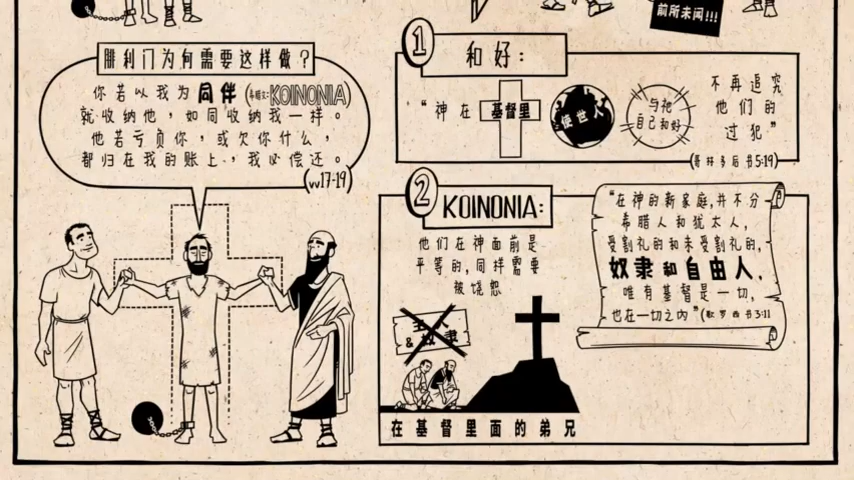 前所未闻!!!
腓利门为何需要这样做？
你若以我为同伴(希腊文:KOINONIA)
就收纳他，如同收纳我一样。
他若亏负你，或欠你什么，
都归在我的账上，我必偿还。
(vv17-19)
1
和好：
“神在基督里
使世人
与祂
自己和好
不再追究
他们的
过犯”
(哥林多后书5:19)
2
KOINONIA:
他们在神面前是
平等的,同样需要
被饶恕
主人
& 奴隶
在基督里面的弟兄
“在神的新家庭,并不分
希腊人和犹太人,
受割礼的和未受割礼的,
奴隶和自由人,
唯有基督是一切,
也在一切之内”(歌罗西书3:11